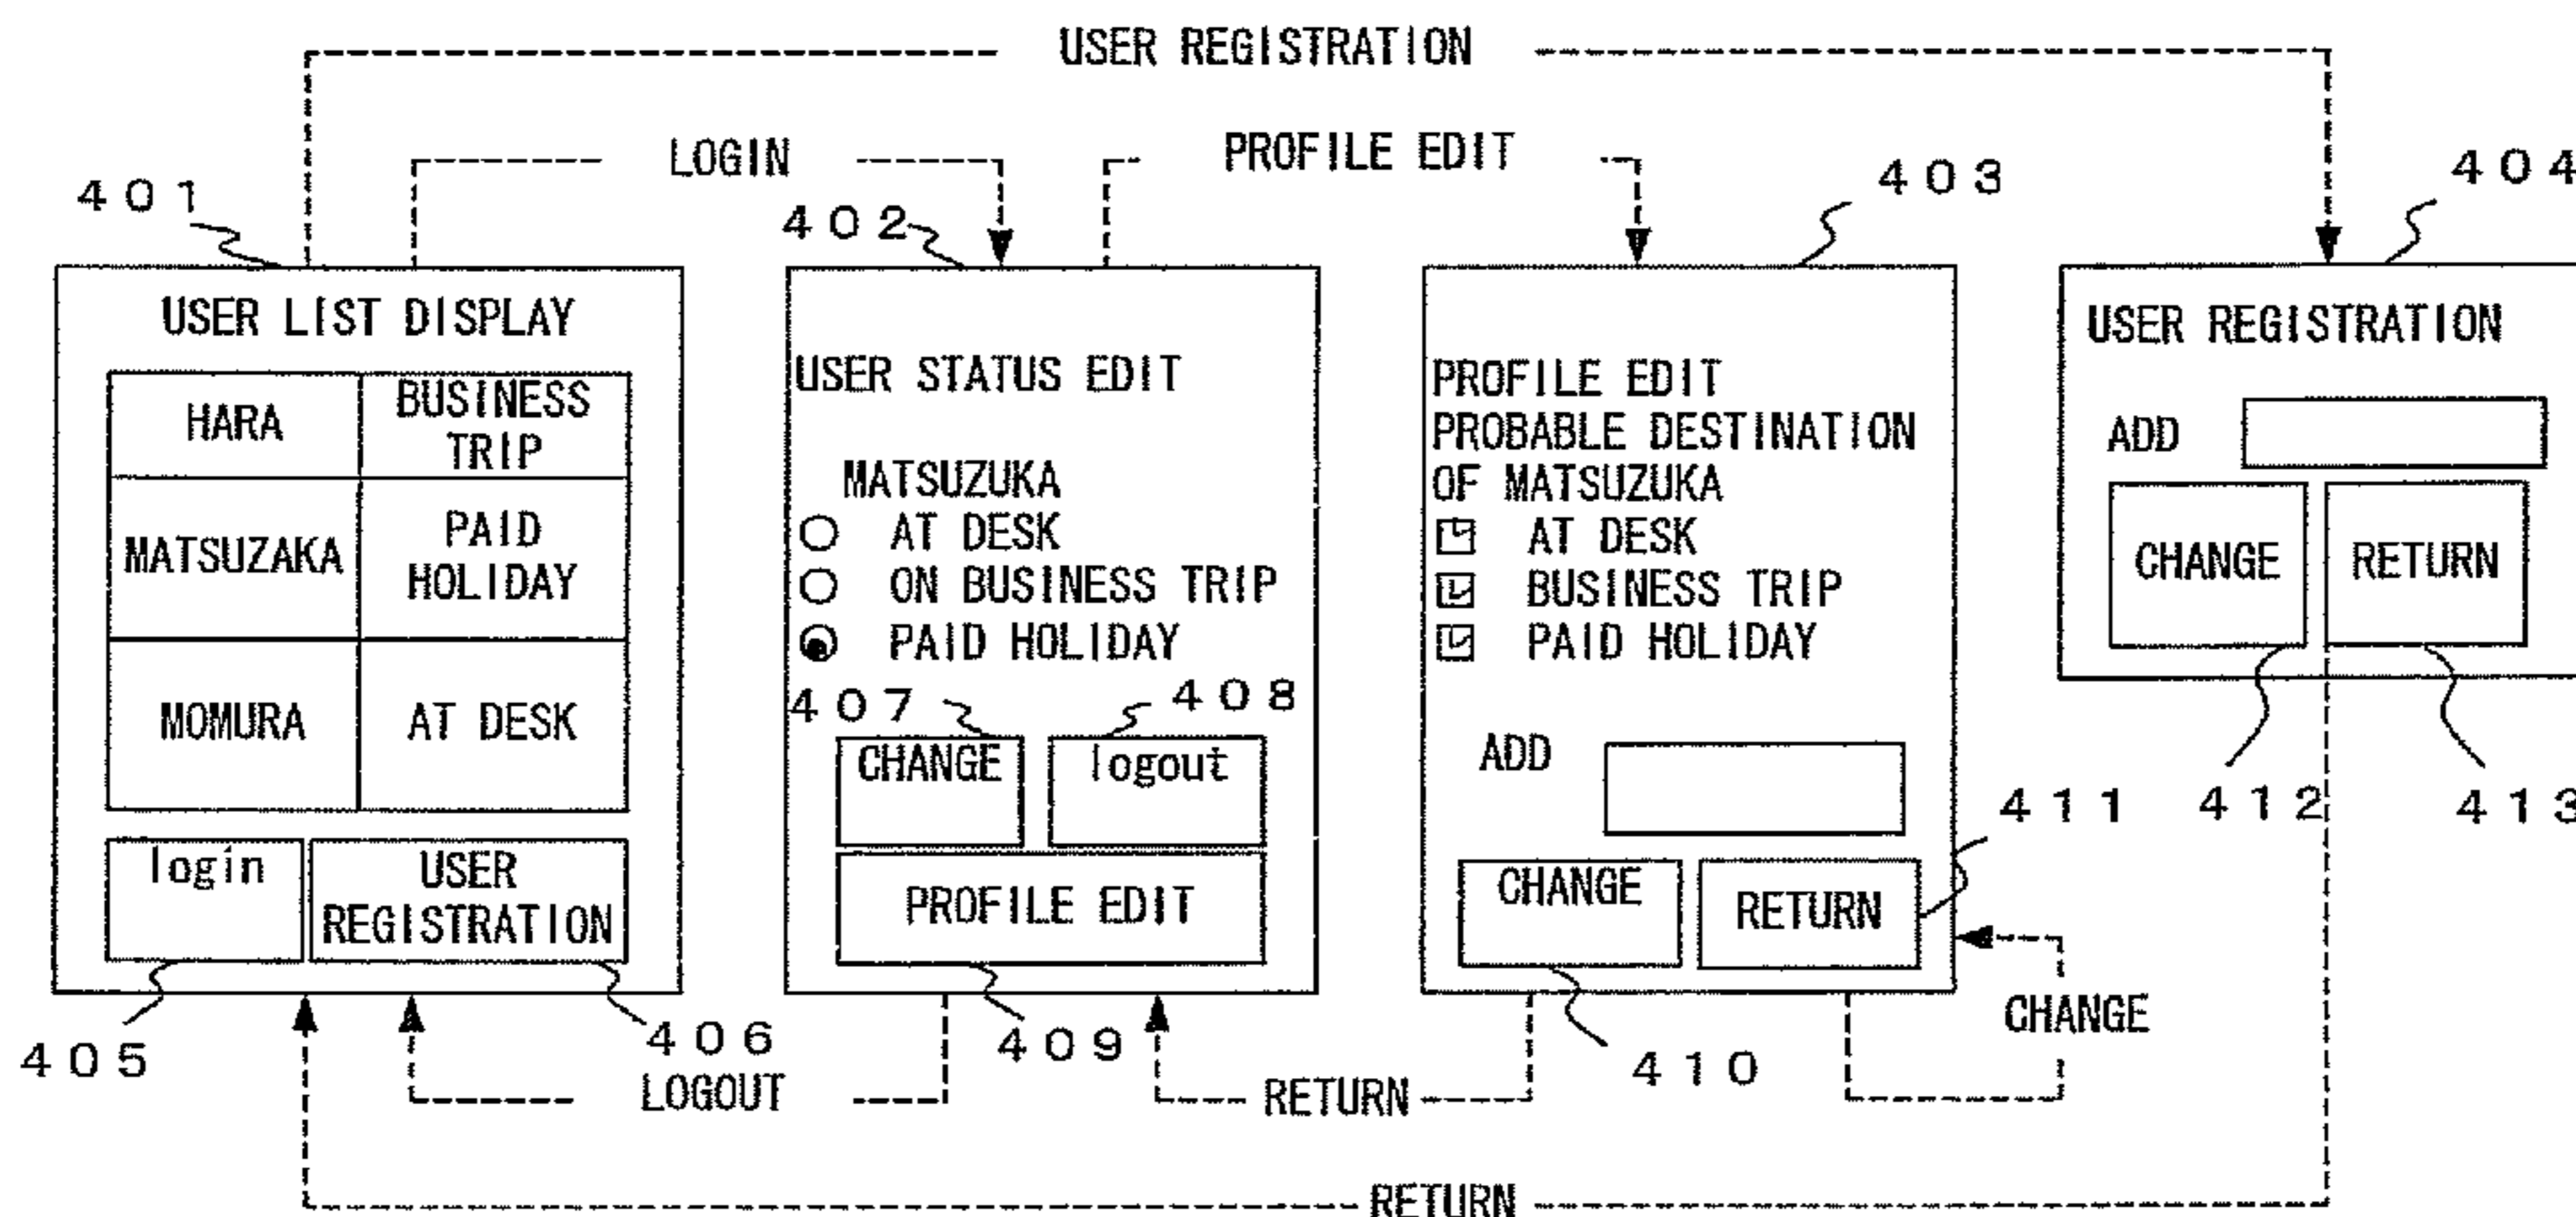 USER REGISTRATION
LOGIN
PROFILE EDIT
401
402
403
404
USER LIST DISPLAY
HARA
BUSINESS
TRIP
MATSUZAKA
PAID
HOLIDAY
MOMURA
AT DESK
login
USER
REGISTRATION
405
406
USER STATUS EDIT
MATSUZUKA
AT DESK
ON BUSINESS TRIP
PAID HOLIDAY
407
408
CHANGE
logout
PROFILE EDIT
409
PROFILE EDIT
PROBABLE DESTINATION
OF MATSUZUKA
AT DESK
BUSINESS TRIP
PAID HOLIDAY
ADD
CHANGE
RETURN
410
411
USER REGISTRATION
ADD
CHANGE
RETURN
412
413
CHANGE
LOGOUT
RETURN
RETURN